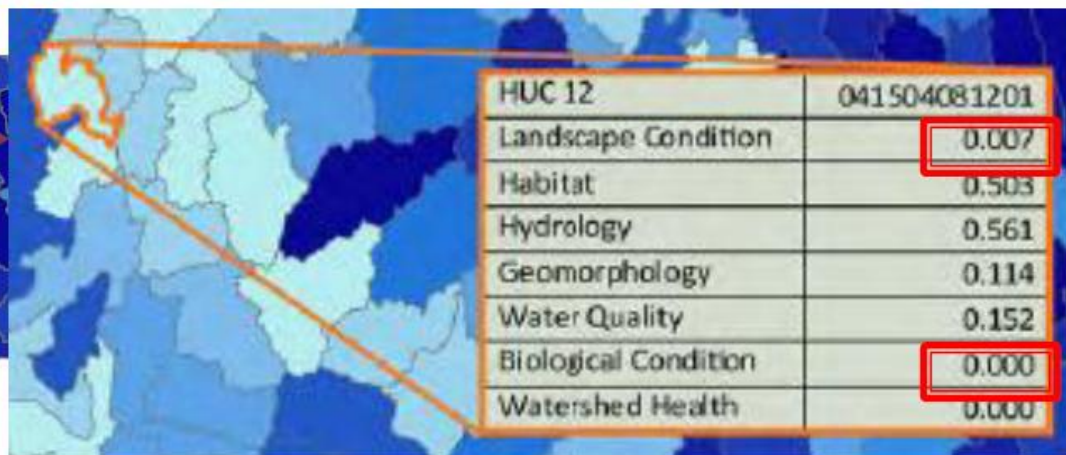 HUC 12 041504081201
Landscape Condition 0.007
Habitat 0.503
Hydrology 0.561
Geomorphology 0.114
Water Quality 0.152
Biological Condition 0.000
Watershed Health 0.000